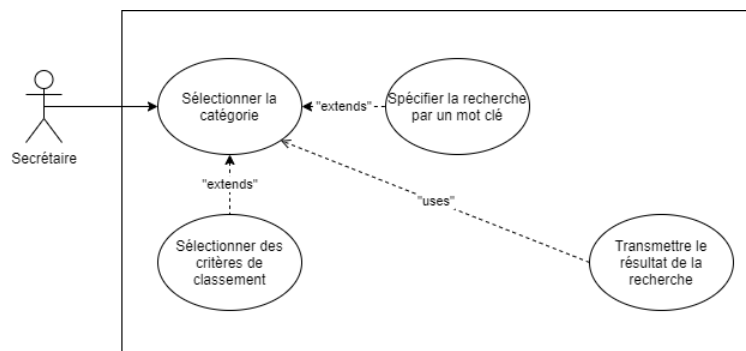 Sélectionner la
catégorie
"extends"
Spécifier la recherche
par un mot clé
Secrétaire
"extends"
"uses"
Sélectionner des
critères de
classement
Transmettre le
résultat de la
recherche